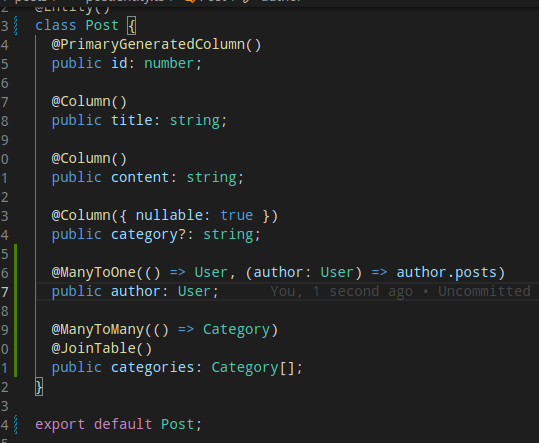 @Entity()
3 class Post {
4 @PrimaryGeneratedColumn()
5 public id: number;
6
7 @Column()
8 public title: string;
9
0 @Column()
1 public content: string;
2
3 @Column({ nullable: true })
4 public category?: string;
5
6 @ManyToOne(() => User, (author: User) => author.posts)
7 public author: User; You, 1 second ago • Uncommitted
8
9 @ManyToMany(() => Category)
0 @JoinTable()
1 public categories: Category[];
2 }
3
4 export default Post;